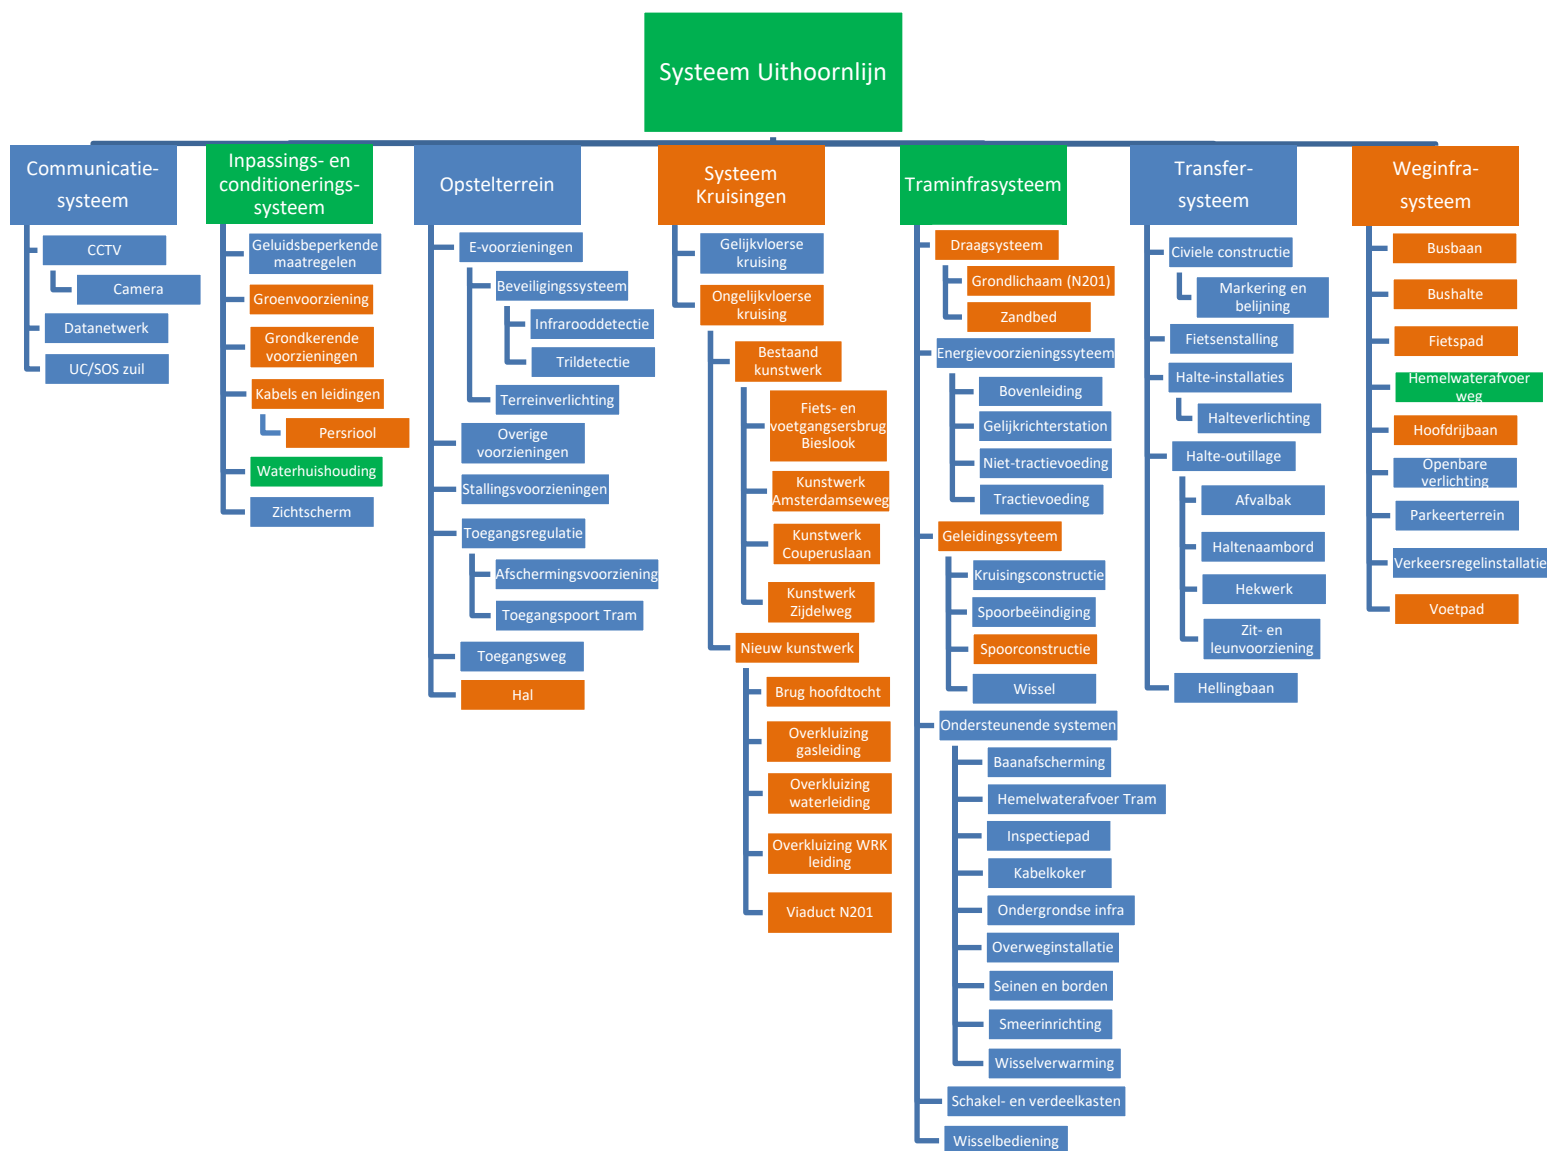 Systeem Uithoornlijn
Communicatie-
systeem
CCTV
Camera
Datanetwerk
UC/SOS zuil
Inpassings- en
conditionerings-
systeem
Geluidsbeperkende
maatregelen
Groenvoorziening
Grondkerende
voorzieningen
Kabels en leidingen
Persriool
Waterhuishouding
Zichtscherm
Opstelterrein
E-voorzieningen
Beveiligingssysteem
Infrarooddetectie
Trildetectie
Terreinverlichting
Overige
voorzieningen
Stallingsvoorzieningen
Toegangsregulatie
Afschermingsvoorziening
Toegangspoort Tram
Toegangsweg
Hal
Systeem
Kruisingen
Gelijkvloerse
kruising
Ongelijkvloerse
kruising
Bestaand
kunstwerk
Fiets- en
voetgangersbrug
Bieslook
Kunstwerk
Amsterdamseweg
Kunstwerk
Couperuslaan
Kunstwerk
Zijdelweg
Nieuw kunstwerk
Brug hoofdtocht
Overkluizing
gasleiding
Overkluizing
waterleiding
Overkluizing WRK
leiding
Viaduct N201
Traminfrasysteem
Draagsysteem
Grondlichaam (N201)
Zandbed
Energievoorzieningssyteem
Bovenleiding
Gelijkrichterstation
Niet-tractievoeding
Tractievoeding
Geleidingssyteem
Kruisingsconstructie
Spoorbeëindiging
Spoorconstructie
Wissel
Ondersteunende systemen
Baanafscherming
Hemelwaterafvoer Tram
Inspectiepad
Kabelkoker
Ondergrondse infra
Overweginstallatie
Seinen en borden
Smeerinrichting
Wisselverwarming
Schakel- en verdeelkasten
Wisselbediening
Transfer-
systeem
Civiele constructie
Markering en
belijning
Fietsenstalling
Halte-installaties
Halteverlichting
Halte-outillage
Afvalbak
Haltenaambord
Hekwerk
Zit- en
leunvoorziening
Hellingbaan
Weginfra-
systeem
Busbaan
Bushalte
Fietspad
Hemelwaterafvoer
weg
Hoofdrijbaan
Openbare
verlichting
Parkeerterrein
Verkeersregelinstallatie
Voetpad